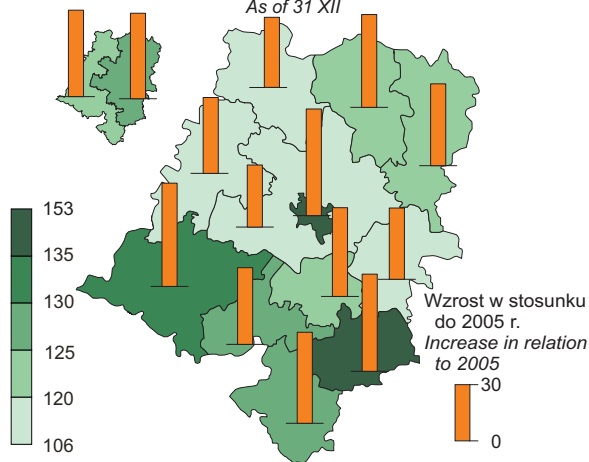 As of 31 XII
153
135
130
125
120
106
Wzrost w stosunku
do 2005 r.
Increase in relation
to 2005
30
0